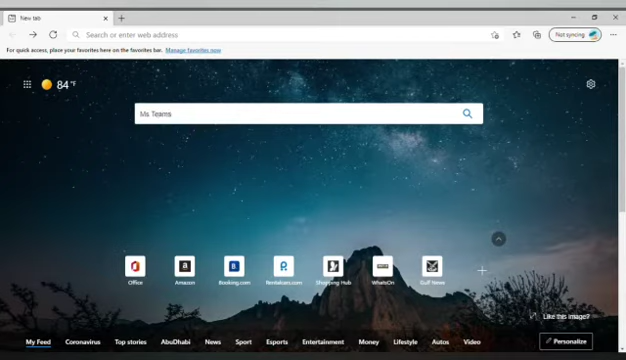 New tab
Search or enter web address
Not syncing
For quick access, place your favorites here on the favorites bar. Manage favorites now
84 °F
Ms Teams
Office
Amazon
Booking.com
Rentalcars.com
Shopping Hub
WhatsOn
Gulf News
Like this image?
My Feed
Coronavirus
Top stories
AbuDhabi
News
Sport
Esports
Entertainment
Money
Lifestyle
Autos
Video
Personalize